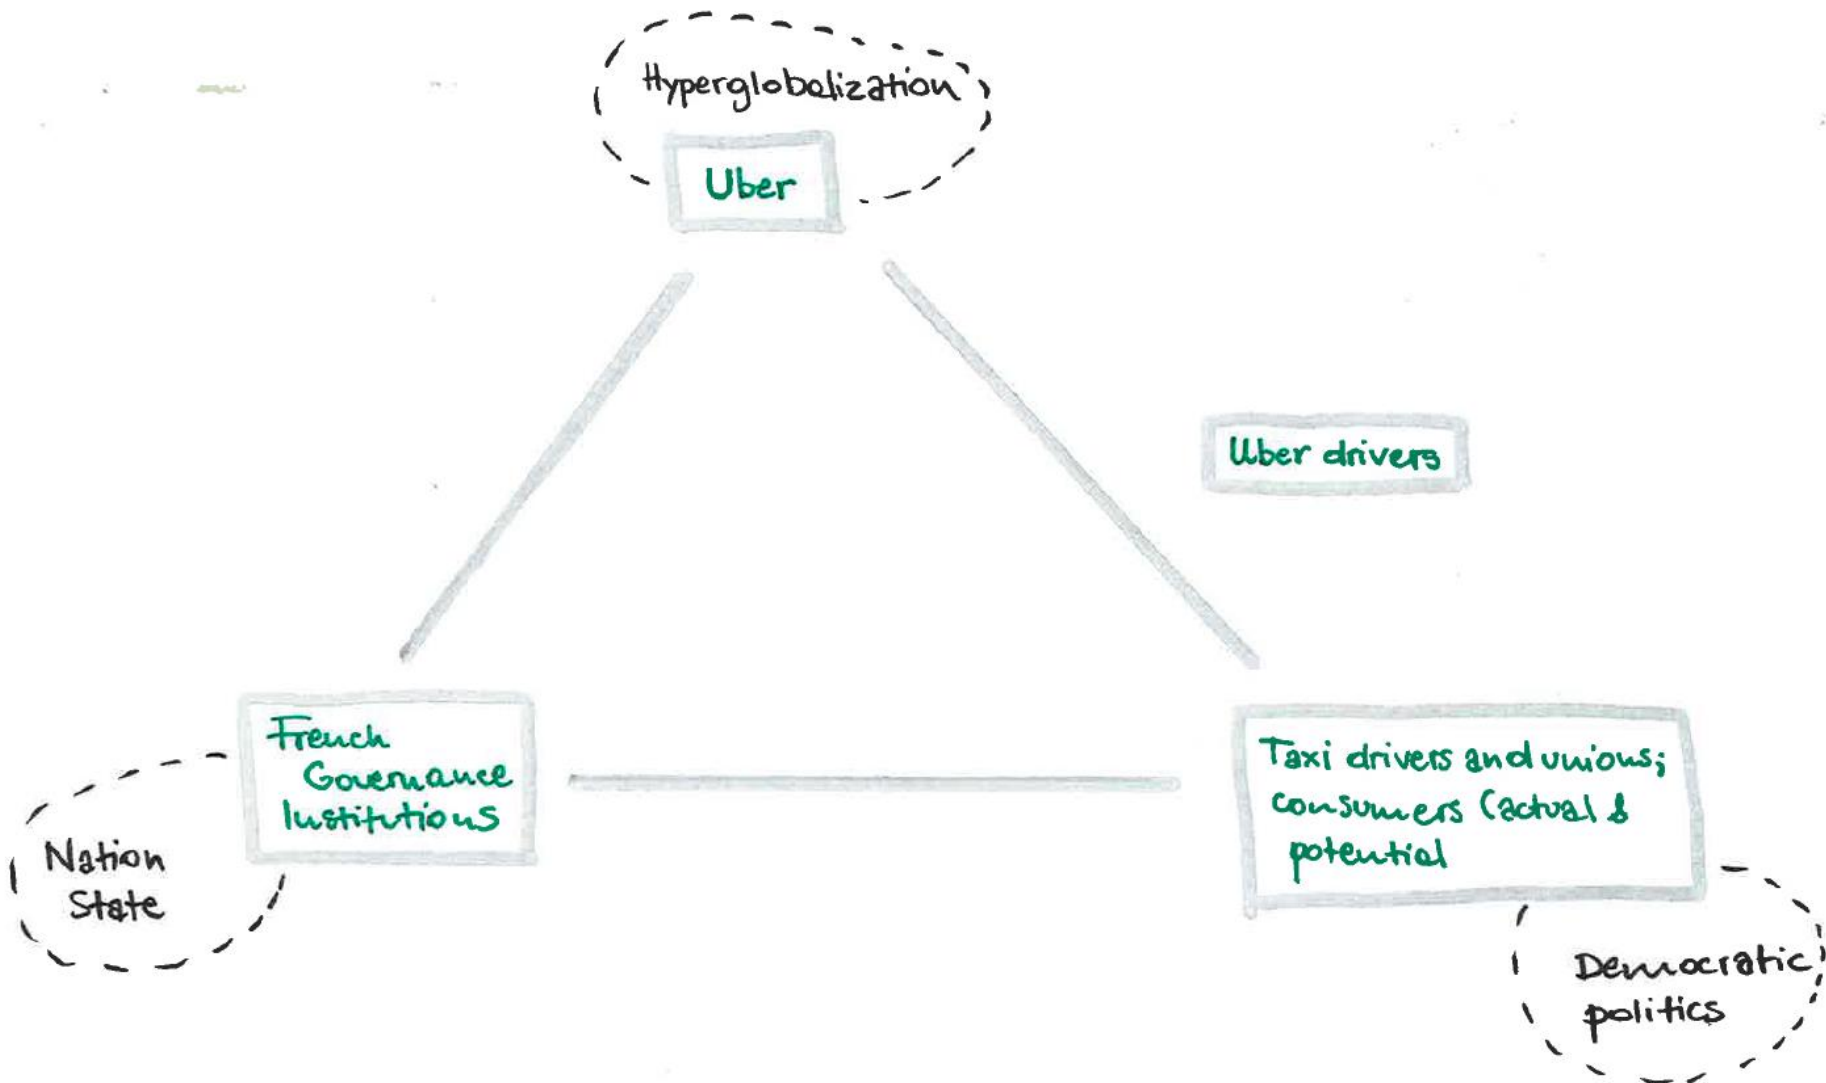 Hyperglobalization
Uber
Uber drivers
French
Governance
Institutions
Nation
State
Taxi drivers and unions;
consumers (actual &
potential
Democratic
politics